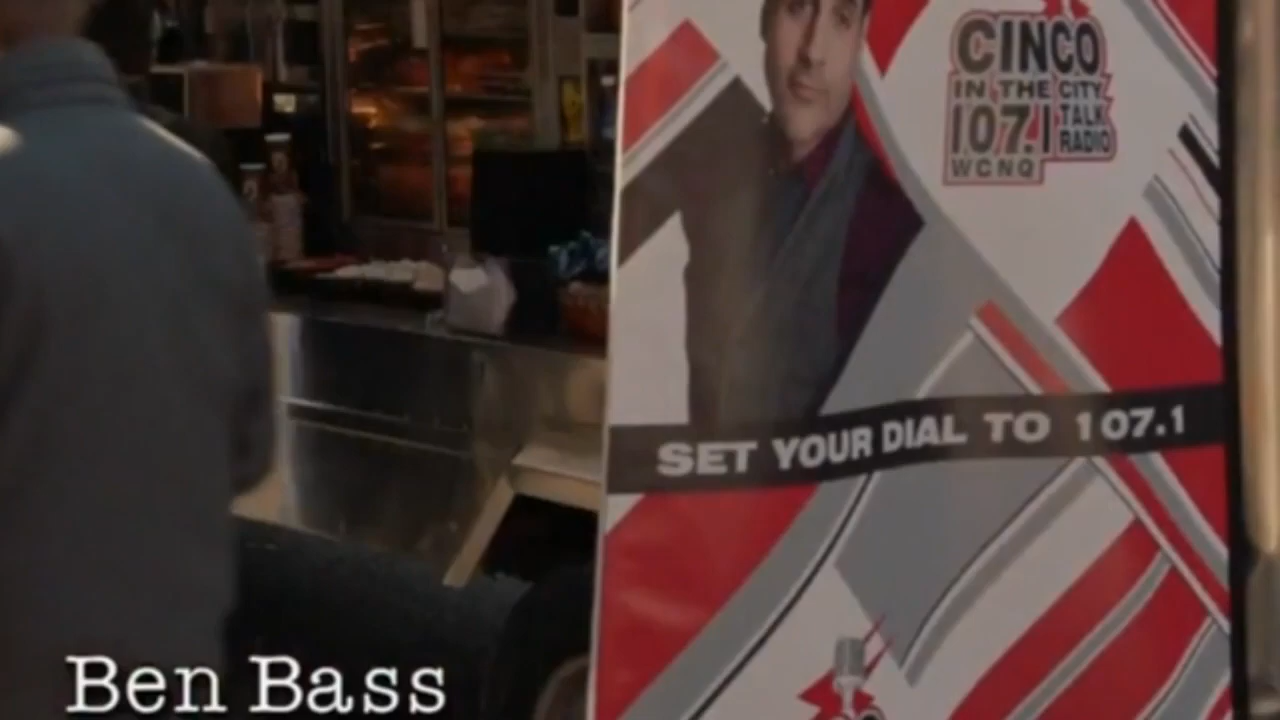 CINCO
IN THE CITY
107.1 TALK
RADIO
WCNQ
SET YOUR DIAL TO 107.1
Ben Bass